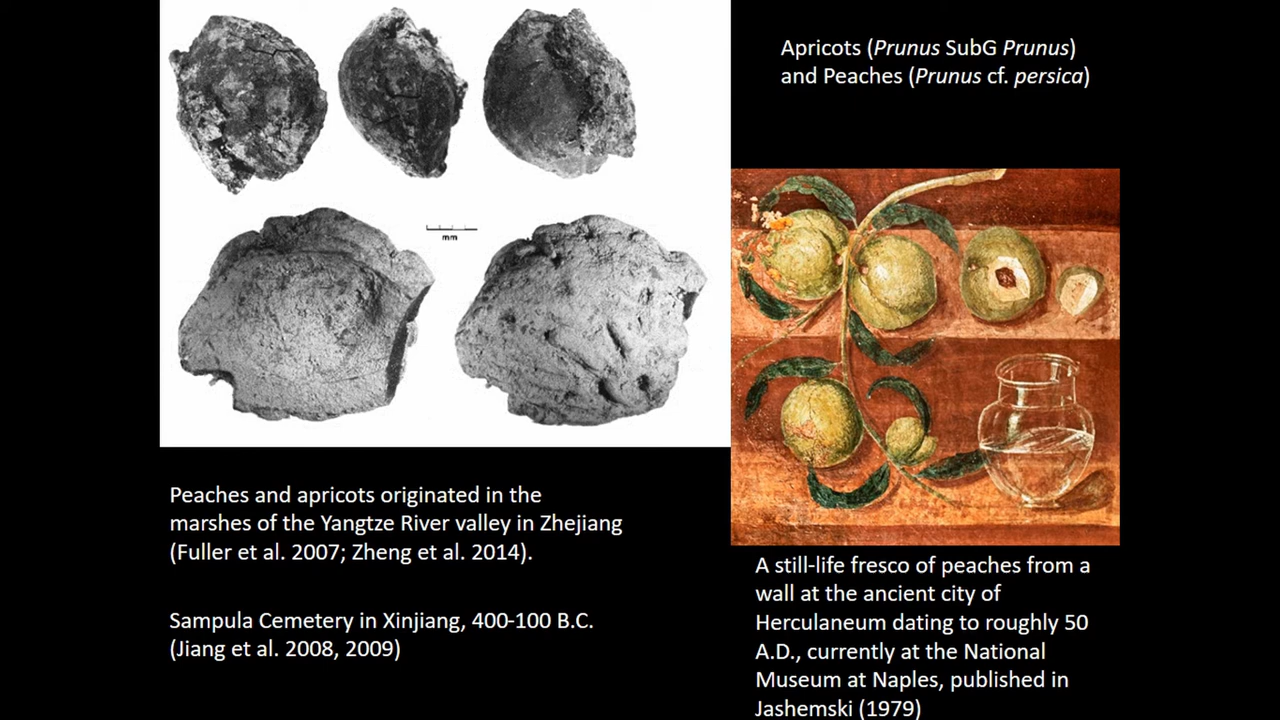 Apricots (Prunus SubG Prunus)
and Peaches (Prunus cf. persica)
mm
Peaches and apricots originated in the
marshes of the Yangtze River valley in Zhejiang
(Fuller et al. 2007; Zheng et al. 2014).
Sampula Cemetery in Xinjiang, 400-100 B.C.
(Jiang et al. 2008, 2009)
A still-life fresco of peaches from a
wall at the ancient city of
Herculaneum dating to roughly 50
A.D., currently at the National
Museum at Naples, published in
Jashemski (1979)